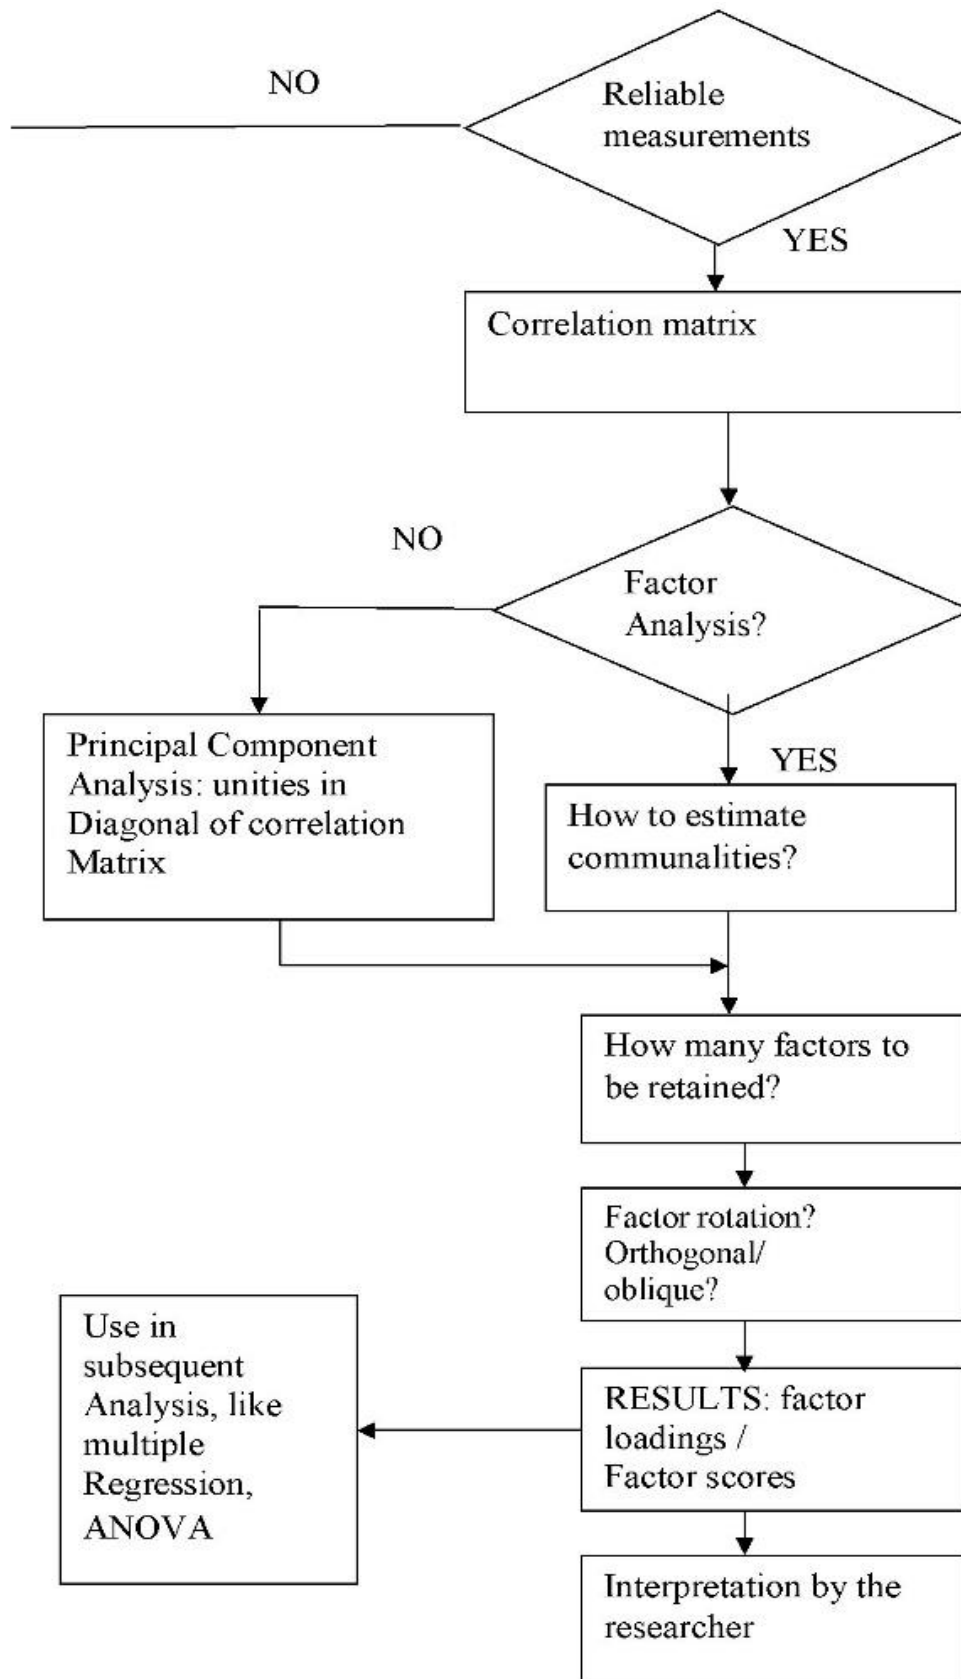 NO
Reliable
measurements
YES
Correlation matrix
NO
Factor
Analysis?
Principal Component
Analysis: unities in
Diagonal of correlation
Matrix
YES
How to estimate
communalities?
How many factors to
be retained?
Factor rotation?
Orthogonal/
oblique?
Use in
subsequent
Analysis, like
multiple
Regression,
ANOVA
RESULTS: factor
loadings /
Factor scores
Interpretation by the
researcher